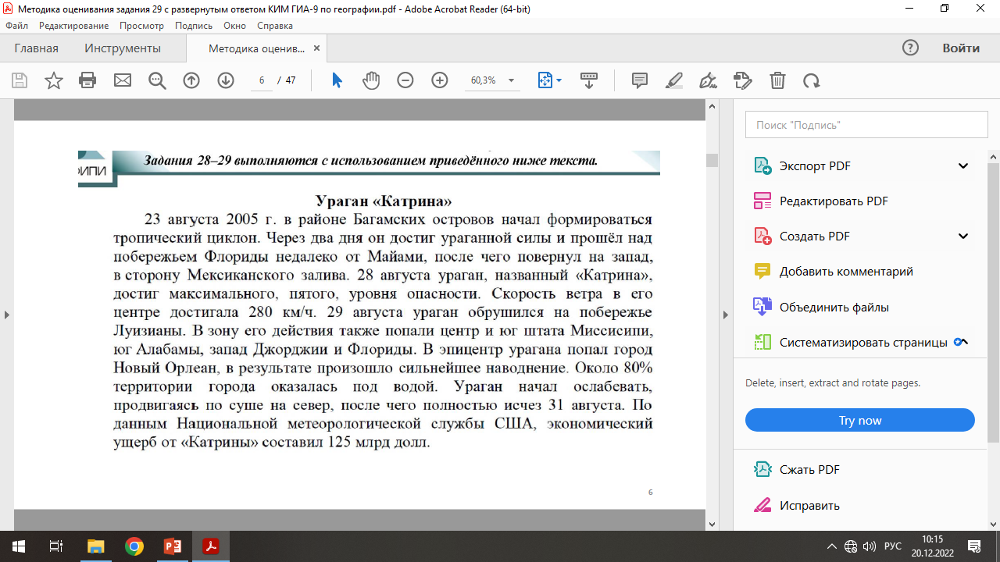 Методика оценивания задания 29 с развернутым ответом КИМ ГИА-9 по географии.pdf - Adobe Acrobat Reader (64-bit)
Файл Редактирование Просмотр Подпись Окно Справка
Главная Инструменты Методика оценив... × ? Войти
6 / 47 60,3%
Поиск "Подпись"
ФИПИ Задания 28–29 выполняются с использованием приведённого ниже текста.
Ураган «Катрина»
23 августа 2005 г. в районе Багамских островов начал формироваться
тропический циклон. Через два дня он достиг ураганной силы и прошёл над
побережьем Флориды недалеко от Майами, после чего повернул на запад,
в сторону Мексиканского залива. 28 августа ураган, названный «Катрина»,
достиг максимального, пятого, уровня опасности. Скорость ветра в его
центре достигала 280 км/ч. 29 августа ураган обрушился на побережье
Луизианы. В зону его действия также попали центр и юг штата Миссисипи,
юг Алабамы, запад Джорджии и Флориды. В эпицентр урагана попал город
Новый Орлеан, в результате произошло сильнейшее наводнение. Около 80%
территории города оказалась под водой. Ураган начал ослабевать,
продвигаясь по суше на север, после чего полностью исчез 31 августа. По
данным Национальной метеорологической службы США, экономический
ущерб от «Катрины» составил 125 млрд долл.
6
Экспорт PDF
Редактировать PDF
Создать PDF
Добавить комментарий
Объединить файлы
Систематизировать страницы
Delete, insert, extract and rotate pages.
Try now
Сжать PDF
Исправить
РУС 10:15
20.12.2022